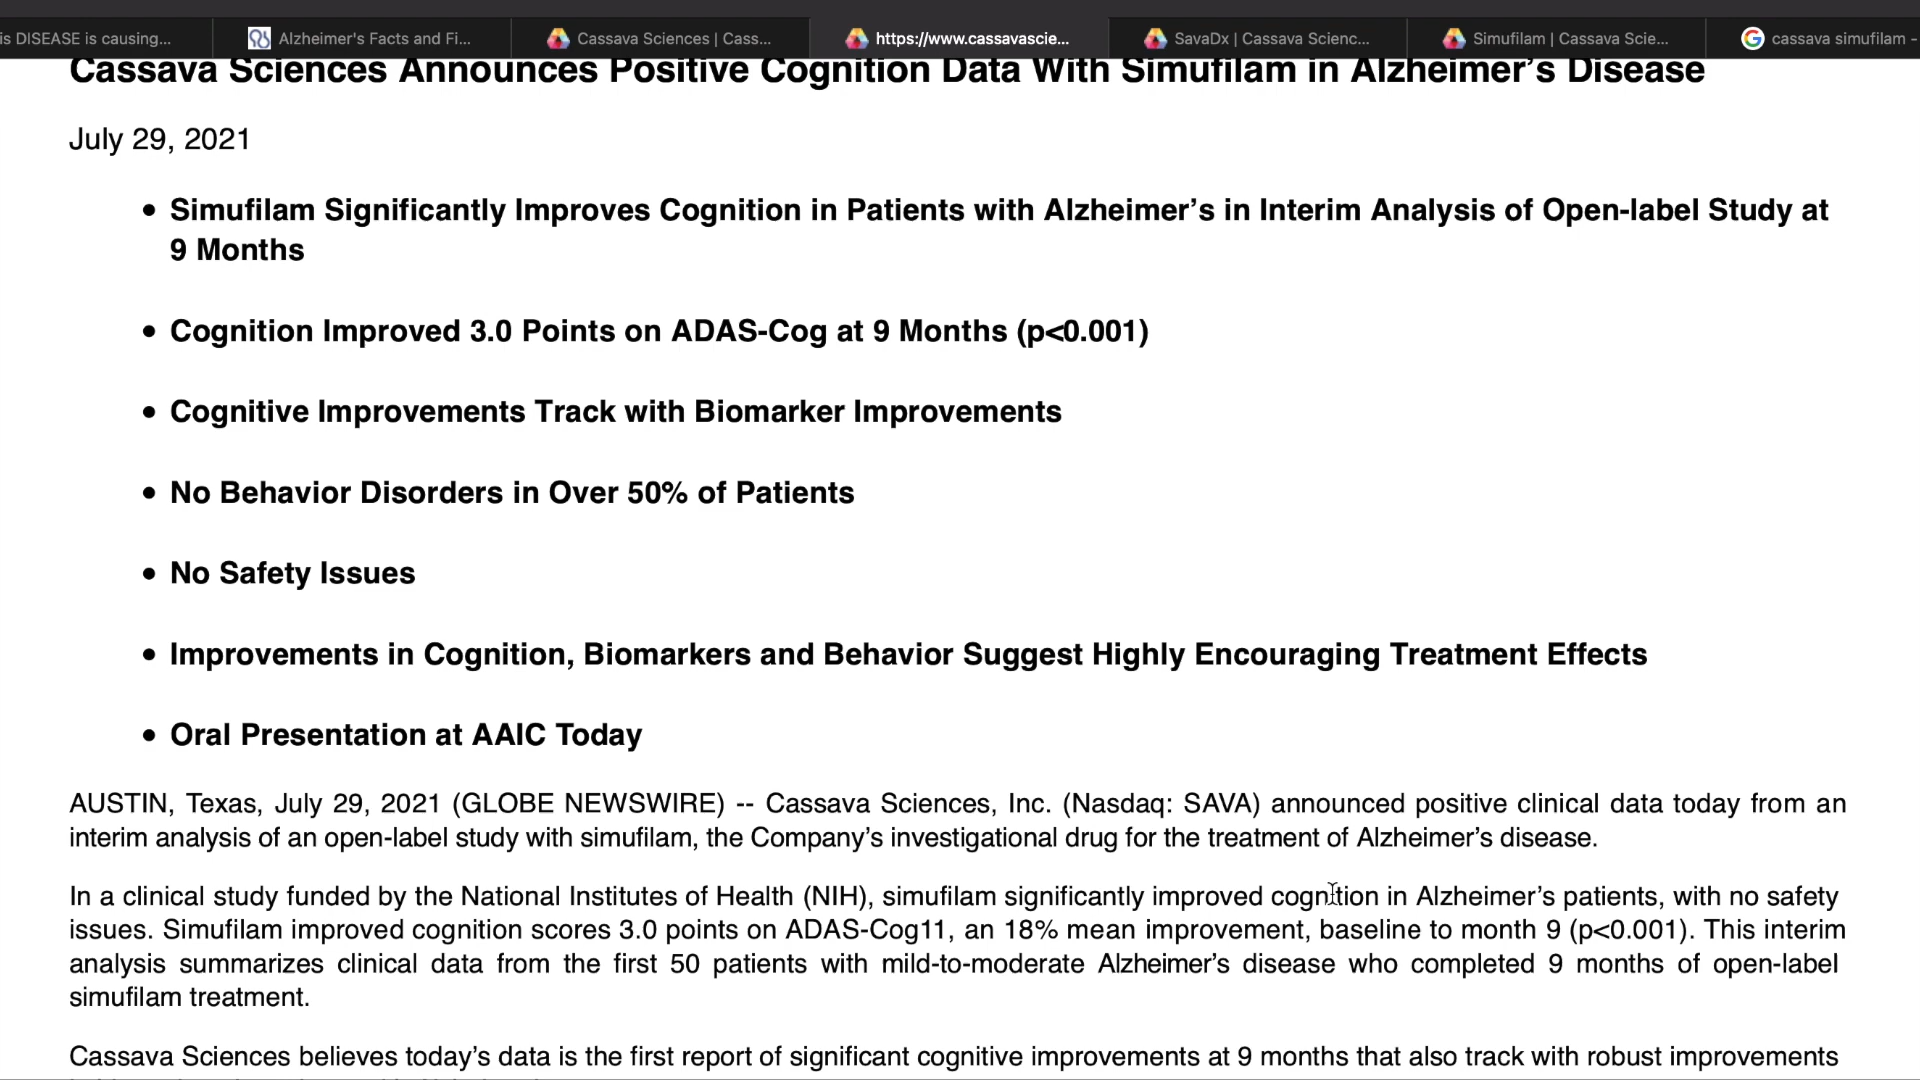 is DISEASE is causing...
Alzheimer's Facts and Fi...
Cassava Sciences | Cass...
https://www.cassavascie...
SavaDx | Cassava Scienc...
Simufilam | Cassava Scie...
cassava simufilam -
Cassava Sciences Announces Positive Cognition Data With Simufilam in Alzheimer’s Disease
July 29, 2021
• Simufilam Significantly Improves Cognition in Patients with Alzheimer’s in Interim Analysis of Open-label Study at
9 Months
• Cognition Improved 3.0 Points on ADAS-Cog at 9 Months (p<0.001)
• Cognitive Improvements Track with Biomarker Improvements
• No Behavior Disorders in Over 50% of Patients
• No Safety Issues
• Improvements in Cognition, Biomarkers and Behavior Suggest Highly Encouraging Treatment Effects
• Oral Presentation at AAIC Today
AUSTIN, Texas, July 29, 2021 (GLOBE NEWSWIRE) -- Cassava Sciences, Inc. (Nasdaq: SAVA) announced positive clinical data today from an
interim analysis of an open-label study with simufilam, the Company’s investigational drug for the treatment of Alzheimer’s disease.
In a clinical study funded by the National Institutes of Health (NIH), simufilam significantly improved cognition in Alzheimer’s patients, with no safety
issues. Simufilam improved cognition scores 3.0 points on ADAS-Cog11, an 18% mean improvement, baseline to month 9 (p<0.001). This interim
analysis summarizes clinical data from the first 50 patients with mild-to-moderate Alzheimer’s disease who completed 9 months of open-label
simufilam treatment.
Cassava Sciences believes today’s data is the first report of significant cognitive improvements at 9 months that also track with robust improvements